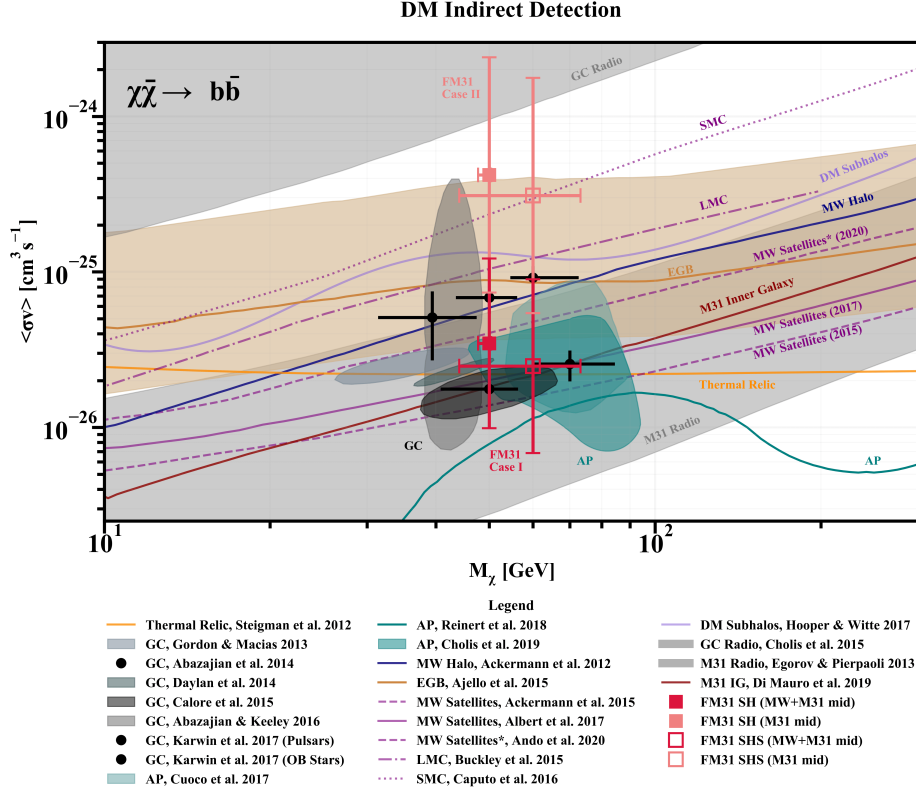 DM Indirect Detection
χχ̄ → bb̄
GC Radio
FM31
Case II
SMC
DM Subhalos
LMC
MW Halo
MW Satellites* (2020)
EGB
M31 Inner Galaxy
MW Satellites (2017)
MW Satellites (2015)
Thermal Relic
M31 Radio
GC
FM31
Case I
AP
AP
10⁻²⁴
10⁻²⁵
10⁻²⁶
<σv> [cm³ s⁻¹]
10¹
10²
Mχ [GeV]
Legend
Thermal Relic, Steigman et al. 2012
GC, Gordon & Macias 2013
GC, Abazajian et al. 2014
GC, Daylan et al. 2014
GC, Calore et al. 2015
GC, Abazajian & Keeley 2016
GC, Karwin et al. 2017 (Pulsars)
GC, Karwin et al. 2017 (OB Stars)
AP, Cuoco et al. 2017
AP, Reinert et al. 2018
AP, Cholis et al. 2019
MW Halo, Ackermann et al. 2012
EGB, Ajello et al. 2015
MW Satellites, Ackermann et al. 2015
MW Satellites, Albert et al. 2017
MW Satellites*, Ando et al. 2020
LMC, Buckley et al. 2015
SMC, Caputo et al. 2016
DM Subhalos, Hooper & Witte 2017
GC Radio, Cholis et al. 2015
M31 Radio, Egorov & Pierpaoli 2013
M31 IG, Di Mauro et al. 2019
FM31 SH (MW+M31 mid)
FM31 SH (M31 mid)
FM31 SHS (MW+M31 mid)
FM31 SHS (M31 mid)